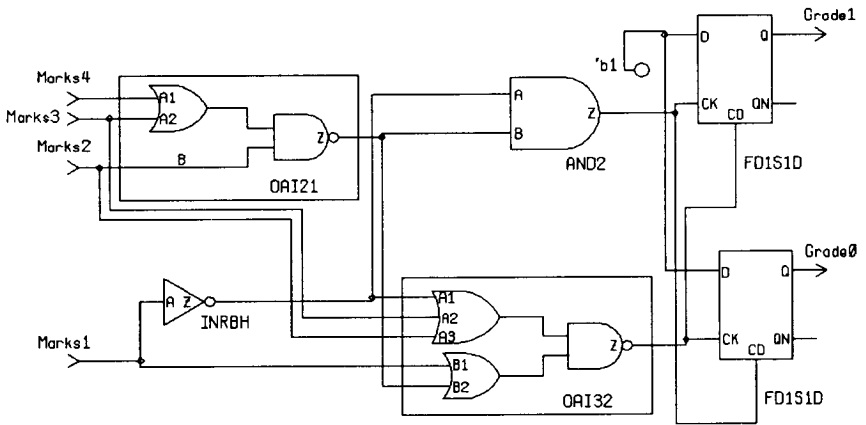 Grade1
D
Q
'b1
Marks4
A1
A
CK
QN
Marks3
A2
Z
CD
Z
B
Marks2
B
AND2
FD1S1D
OAI21
Grade0
D
Q
A Z
A1
INRBH
A2
Z
CK
QN
Marks1
A3
CD
B1
B2
FD1S1D
OAI32